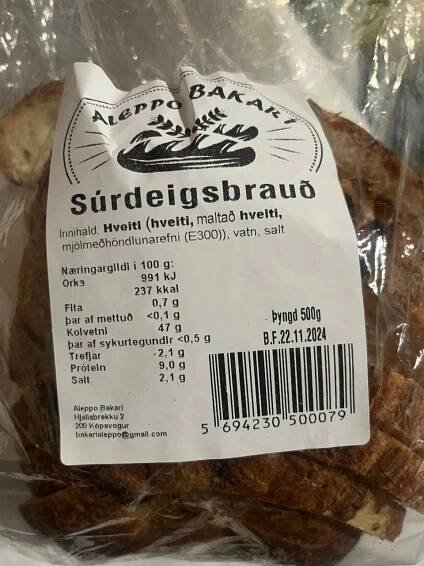 ALEPPO BAKARI
Súrdeigsbrauð
Innihald: Hveiti (hveiti, maltað hveiti,
mjölmeðhöndlunarefni (E300)), vatn, salt
Næringargildi í 100 g:
Orka 991 kJ
237 kkal
Fita 0,7 g
þar af mettuð <0,1 g
Kolvetni 47 g
þar af sykurtegundir <0,5 g
Trefjar 2,1 g
Prótein 9,0 g
Salt 2,1 g
Þyngd 500g
B.F.22.11.2024
Aleppo Bakari
Hjallabrekku 2
200 Kópavogur
bakarialeppo@gmail.com
5 694230 500079